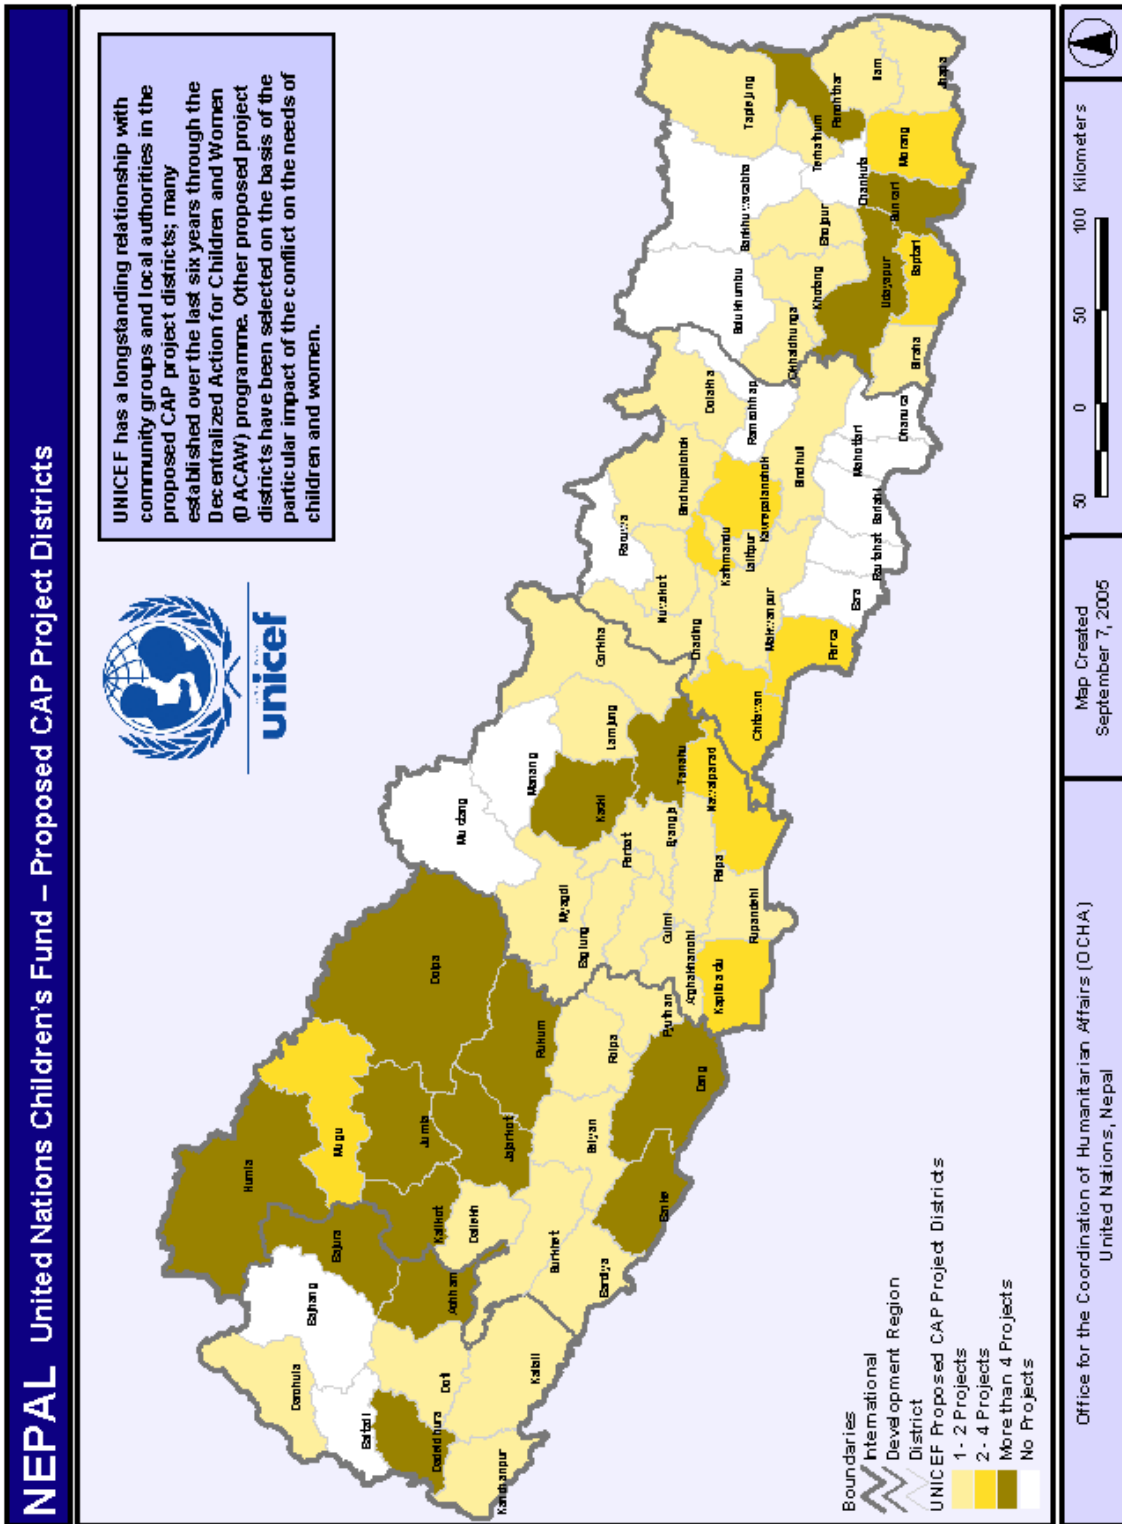 NEPAL United Nations Children's Fund – Proposed CAP Project Districts
UNICEF has a longstanding relationship with
community groups and local authorities in the
proposed CAP project districts; many
established over the last six years through the
Decentralized Action for Children and Women
(DACAW) programme. Other proposed project
districts have been selected on the basis of the
particular impact of the conflict on the needs of
children and women.
unicef
Darchula
Bajhang
Humla
Baitadi
Bajura
Mugu
Dadeldhura
Doti
Achham
Kalikot
Jumla
Dolpa
Kanchanpur
Kailali
Dailekh
Jajarkot
Rukum
Mustang
Manang
Bardiya
Surkhet
Salyan
Rolpa
Baglung
Myagdi
Kaski
Lamjung
Gorkha
Banke
Dang
Pyuthan
Gulmi
Parbat
Syangja
Tanahu
Arghakhanchi
Palpa
Nawalparasi
Kapilbastu
Rupandehi
Chitawan
Dhading
Nuwakot
Rasuwa
Sindhupalchok
Dolakha
Kathmandu
Lalitpur
Kavrepalanchok
Ramechhap
Makwanpur
Sindhuli
Parsa
Bara
Rautahat
Sarlahi
Mahottari
Dhanusa
Solukhumbu
Sankhuwasabha
Taplejung
Okhaldhunga
Khotang
Bhojpur
Terhathum
Panchthar
Dhankuta
Ilam
Udayapur
Siraha
Saptari
Sunsari
Morang
Jhapa
Boundaries
International
Development Region
District
UNICEF Proposed CAP Project Districts
1 - 2 Projects
2 - 4 Projects
More than 4 Projects
No Projects
Office for the Coordination of Humanitarian Affairs (OCHA)
United Nations, Nepal
Map Created
September 7, 2005
50 0 50 100 Kilometers